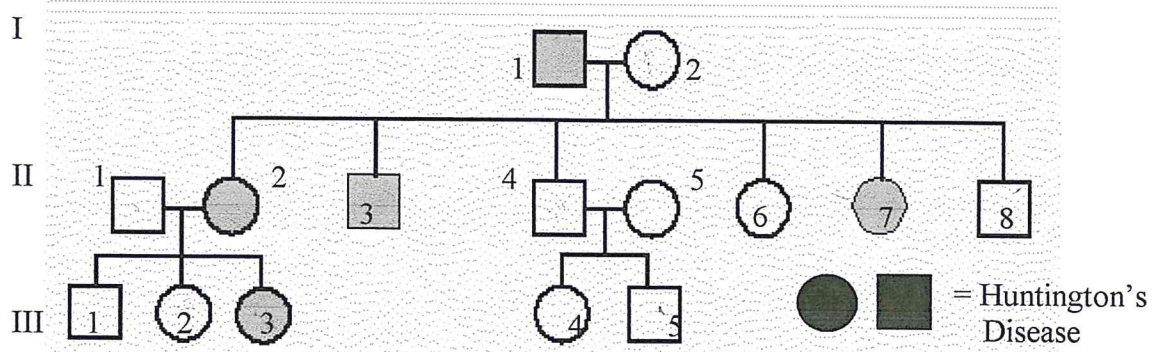 I
1 2
II
1 2 3 4 5 6 7 8
III
1 2 3 4 5
= Huntington's
Disease